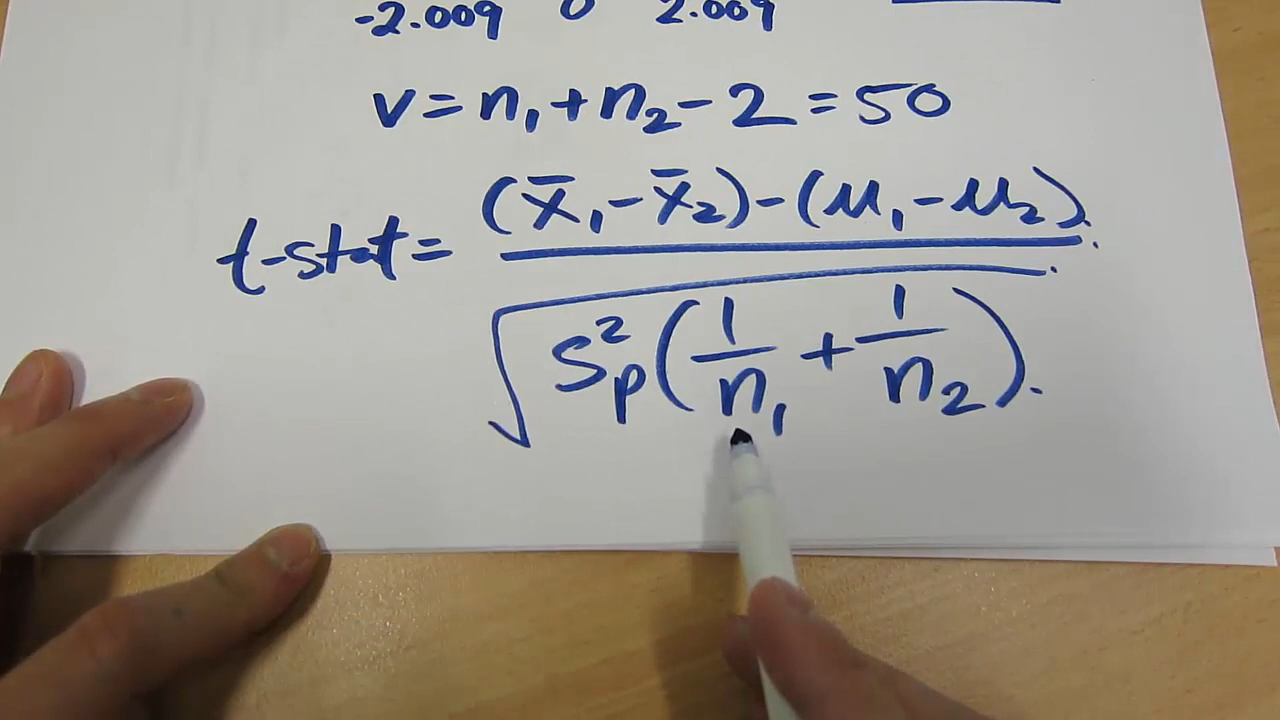 -2.009 0 2.009
v = n₁ + n₂ - 2 = 50
t-stat = (x̄₁ - x̄₂) - (μ₁ - μ₂)
√S²p (1/n₁ + 1/n₂)